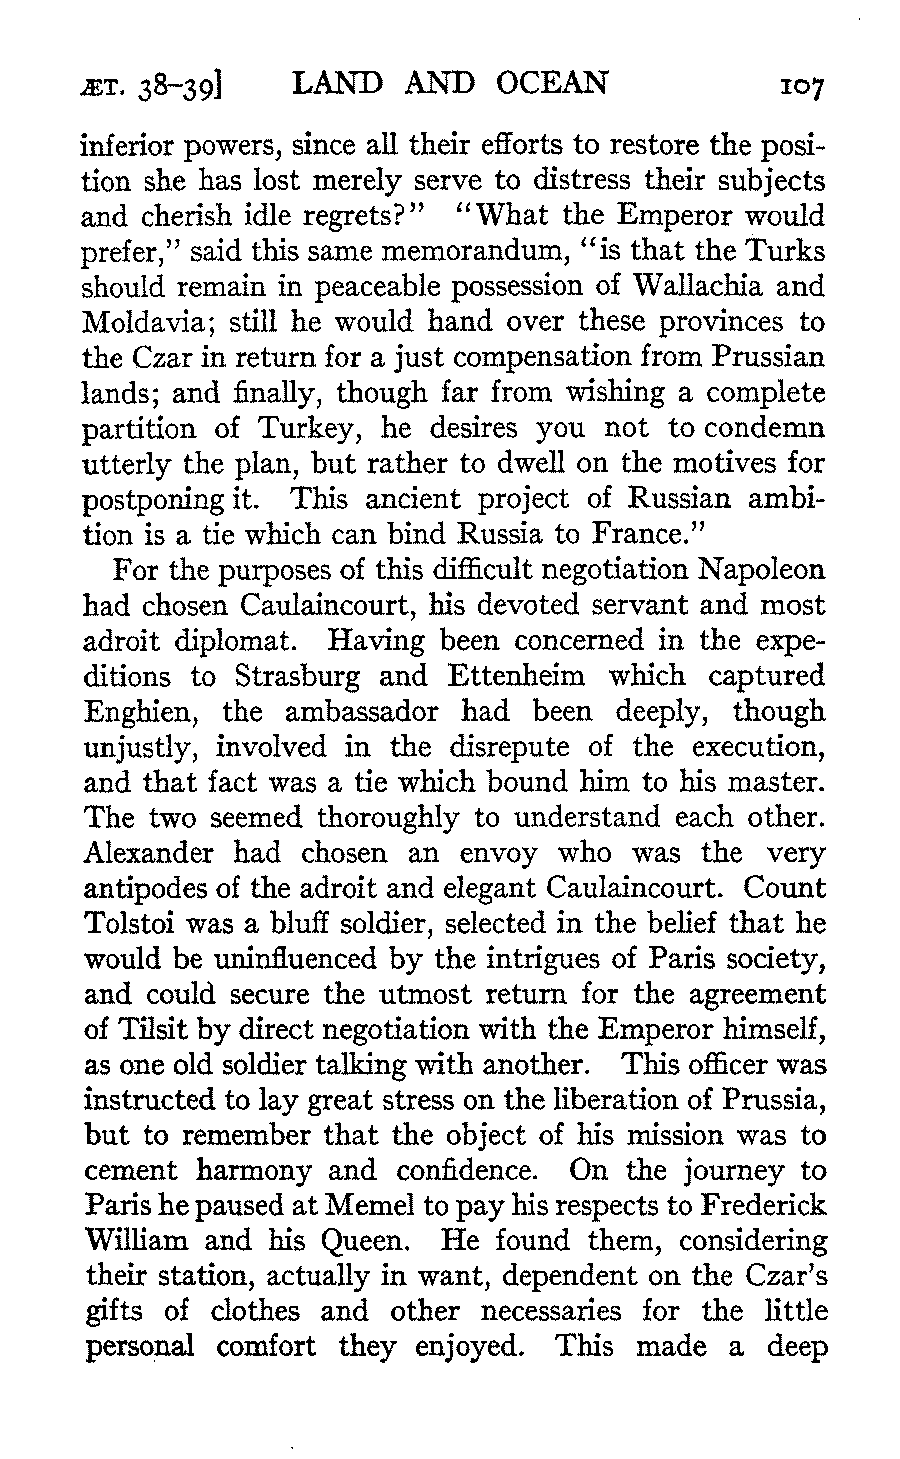 ÆT. 38–39] LAND AND OCEAN 107
inferior powers, since all their efforts to restore the posi-
tion she has lost merely serve to distress their subjects
and cherish idle regrets?" "What the Emperor would
prefer," said this same memorandum, "is that the Turks
should remain in peaceable possession of Wallachia and
Moldavia; still he would hand over these provinces to
the Czar in return for a just compensation from Prussian
lands; and finally, though far from wishing a complete
partition of Turkey, he desires you not to condemn
utterly the plan, but rather to dwell on the motives for
postponing it. This ancient project of Russian ambi-
tion is a tie which can bind Russia to France."
For the purposes of this difficult negotiation Napoleon
had chosen Caulaincourt, his devoted servant and most
adroit diplomat. Having been concerned in the expe-
ditions to Strasburg and Ettenheim which captured
Enghien, the ambassador had been deeply, though
unjustly, involved in the disrepute of the execution,
and that fact was a tie which bound him to his master.
The two seemed thoroughly to understand each other.
Alexander had chosen an envoy who was the very
antipodes of the adroit and elegant Caulaincourt. Count
Tolstoi was a bluff soldier, selected in the belief that he
would be uninfluenced by the intrigues of Paris society,
and could secure the utmost return for the agreement
of Tilsit by direct negotiation with the Emperor himself,
as one old soldier talking with another. This officer was
instructed to lay great stress on the liberation of Prussia,
but to remember that the object of his mission was to
cement harmony and confidence. On the journey to
Paris he paused at Memel to pay his respects to Frederick
William and his Queen. He found them, considering
their station, actually in want, dependent on the Czar's
gifts of clothes and other necessaries for the little
personal comfort they enjoyed. This made a deep